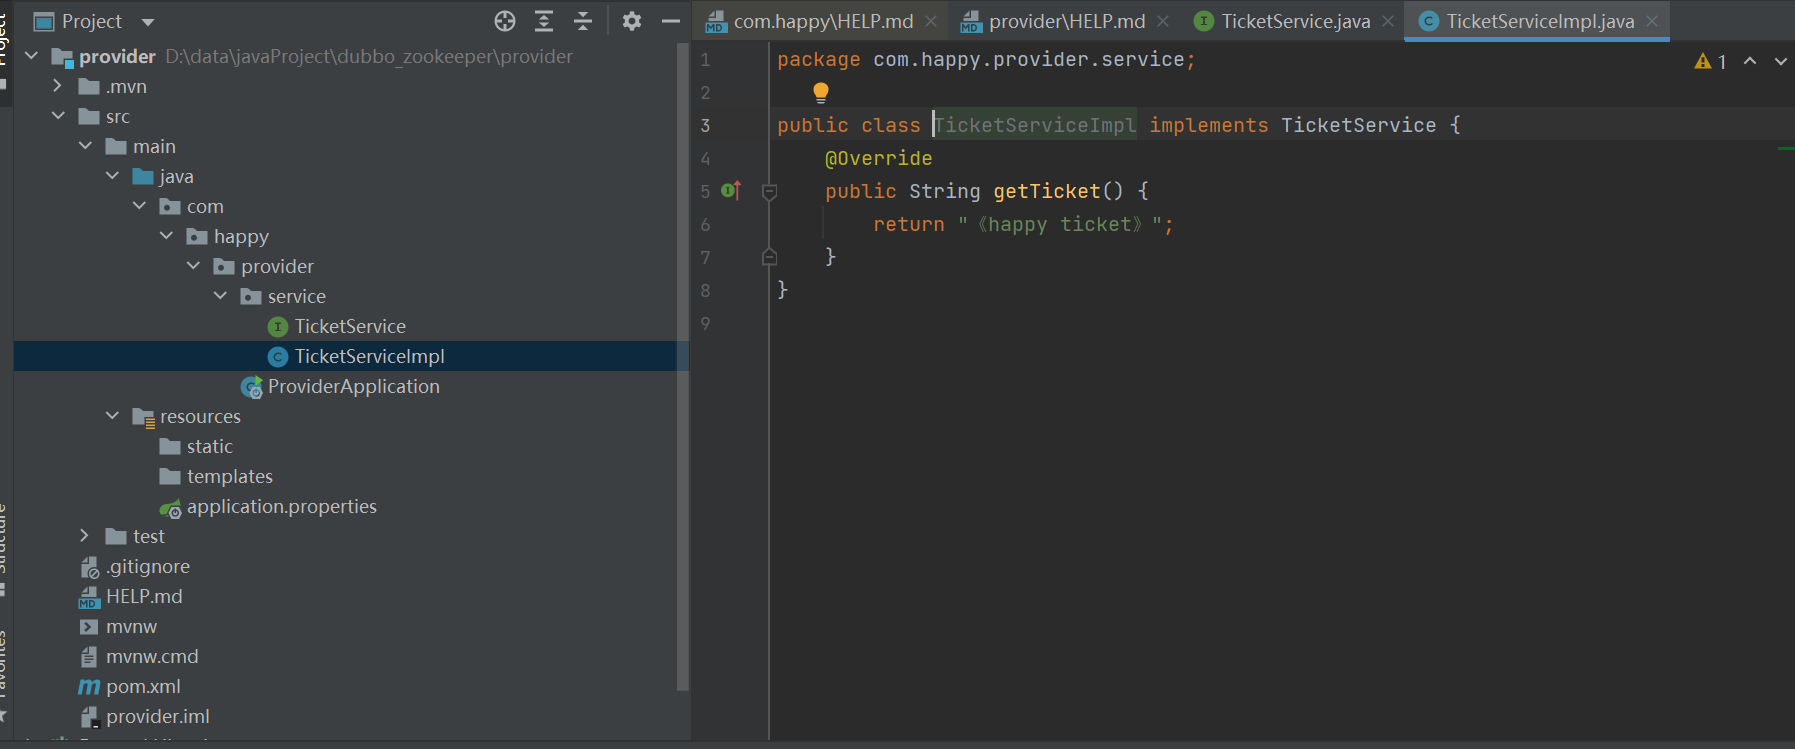 Project
provider D:\data\javaProject\dubbo_zookeeper\provider
.mvn
src
main
java
com
happy
provider
service
TicketService
TicketServiceImpl
ProviderApplication
resources
static
templates
application.properties
test
.gitignore
HELP.md
mvnw
mvnw.cmd
pom.xml
provider.iml
Project
Structure
Favorites
com.happy\HELP.md
provider\HELP.md
TicketService.java
TicketServiceImpl.java
1 package com.happy.provider.service;
1
2
3 public class TicketServiceImpl implements TicketService {
4 @Override
5 public String getTicket() {
6 return "《happy ticket》";
7 }
8 }
9